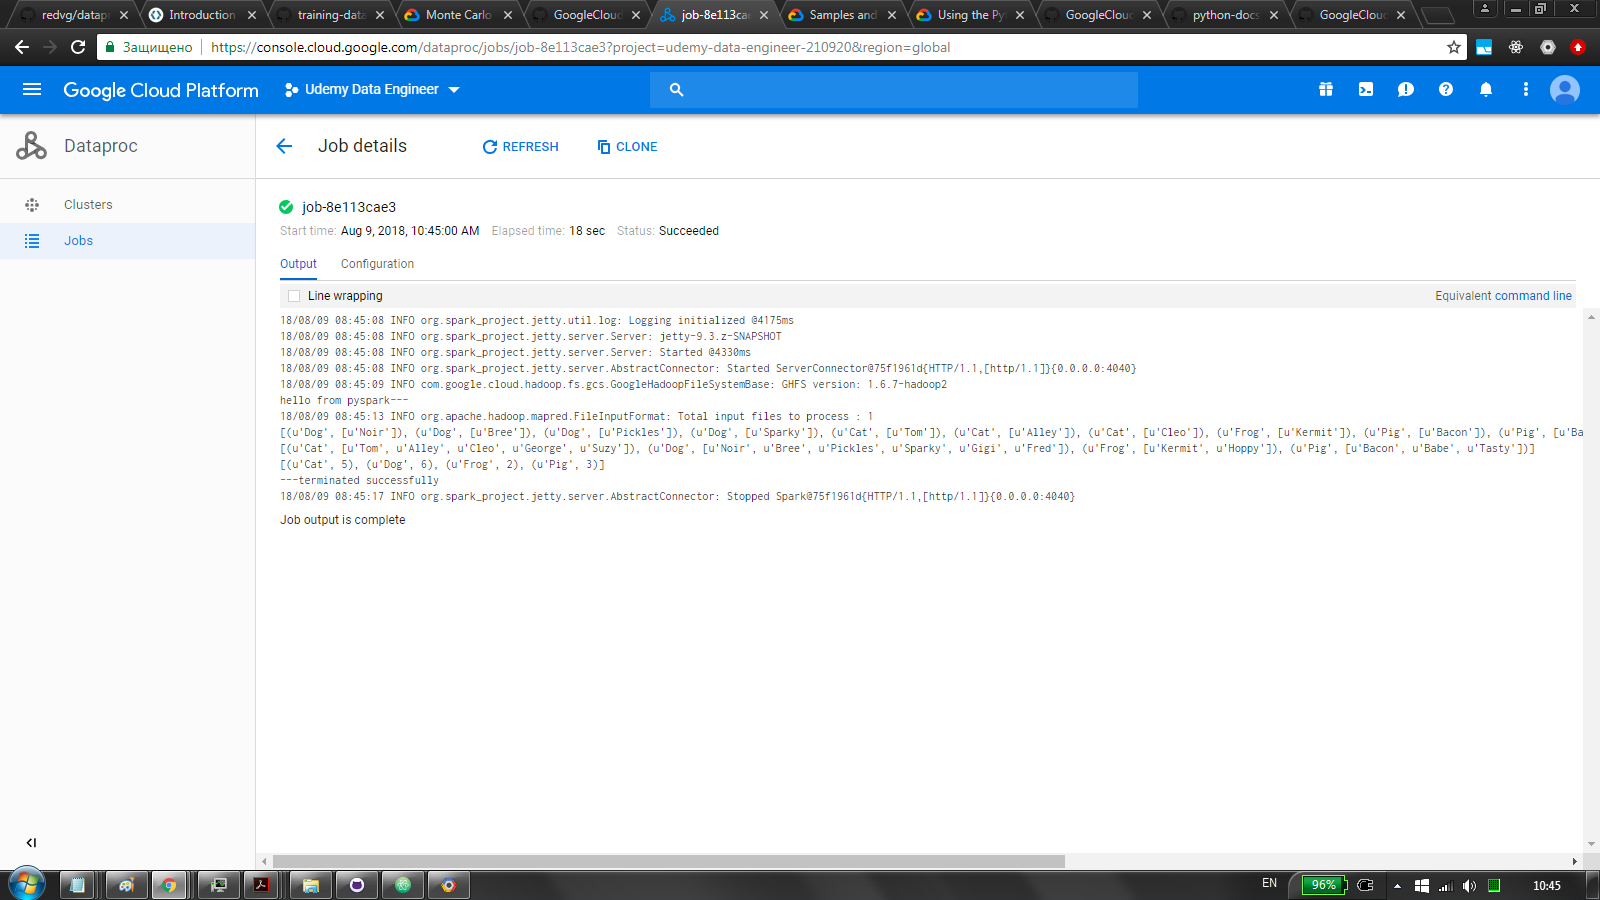 redvg/datap
Introduction
training-data
Monte Carlo
GoogleCloud
job-8e113cae
Samples and
Using the Py
GoogleCloud
python-docs
GoogleCloud
Защищено
https://console.cloud.google.com/dataproc/jobs/job-8e113cae3?project=udemy-data-engineer-210920&region=global
Google Cloud Platform
Udemy Data Engineer
Dataproc
Job details
REFRESH
CLONE
Clusters
Jobs
job-8e113cae3
Start time: Aug 9, 2018, 10:45:00 AM Elapsed time: 18 sec Status: Succeeded
Output Configuration
Line wrapping
Equivalent command line
18/08/09 08:45:08 INFO org.spark_project.jetty.util.log: Logging initialized @4175ms
18/08/09 08:45:08 INFO org.spark_project.jetty.server.Server: jetty-9.3.z-SNAPSHOT
18/08/09 08:45:08 INFO org.spark_project.jetty.server.Server: Started @4330ms
18/08/09 08:45:08 INFO org.spark_project.jetty.server.AbstractConnector: Started ServerConnector@75f1961d{HTTP/1.1,[http/1.1]}{0.0.0.0:4040}
18/08/09 08:45:09 INFO com.google.cloud.hadoop.fs.gcs.GoogleHadoopFileSystemBase: GHFS version: 1.6.7-hadoop2
hello from pyspark---
18/08/09 08:45:13 INFO org.apache.hadoop.mapred.FileInputFormat: Total input files to process : 1
[(u'Dog', [u'Noir']), (u'Dog', [u'Bree']), (u'Dog', [u'Pickles']), (u'Dog', [u'Sparky']), (u'Cat', [u'Tom']), (u'Cat', [u'Alley']), (u'Cat', [u'Cleo']), (u'Frog', [u'Kermit']), (u'Pig', [u'Bacon']), (u'Pig', [u'Ba
[(u'Cat', [u'Tom', u'Alley', u'Cleo', u'George', u'Suzy']), (u'Dog', [u'Noir', u'Bree', u'Pickles', u'Sparky', u'Gigi', u'Fred']), (u'Frog', [u'Kermit', u'Hoppy']), (u'Pig', [u'Bacon', u'Babe', u'Tasty'])]
[(u'Cat', 5), (u'Dog', 6), (u'Frog', 2), (u'Pig', 3)]
---terminated successfully
18/08/09 08:45:17 INFO org.spark_project.jetty.server.AbstractConnector: Stopped Spark@75f1961d{HTTP/1.1,[http/1.1]}{0.0.0.0:4040}
Job output is complete
EN
96%
10:45